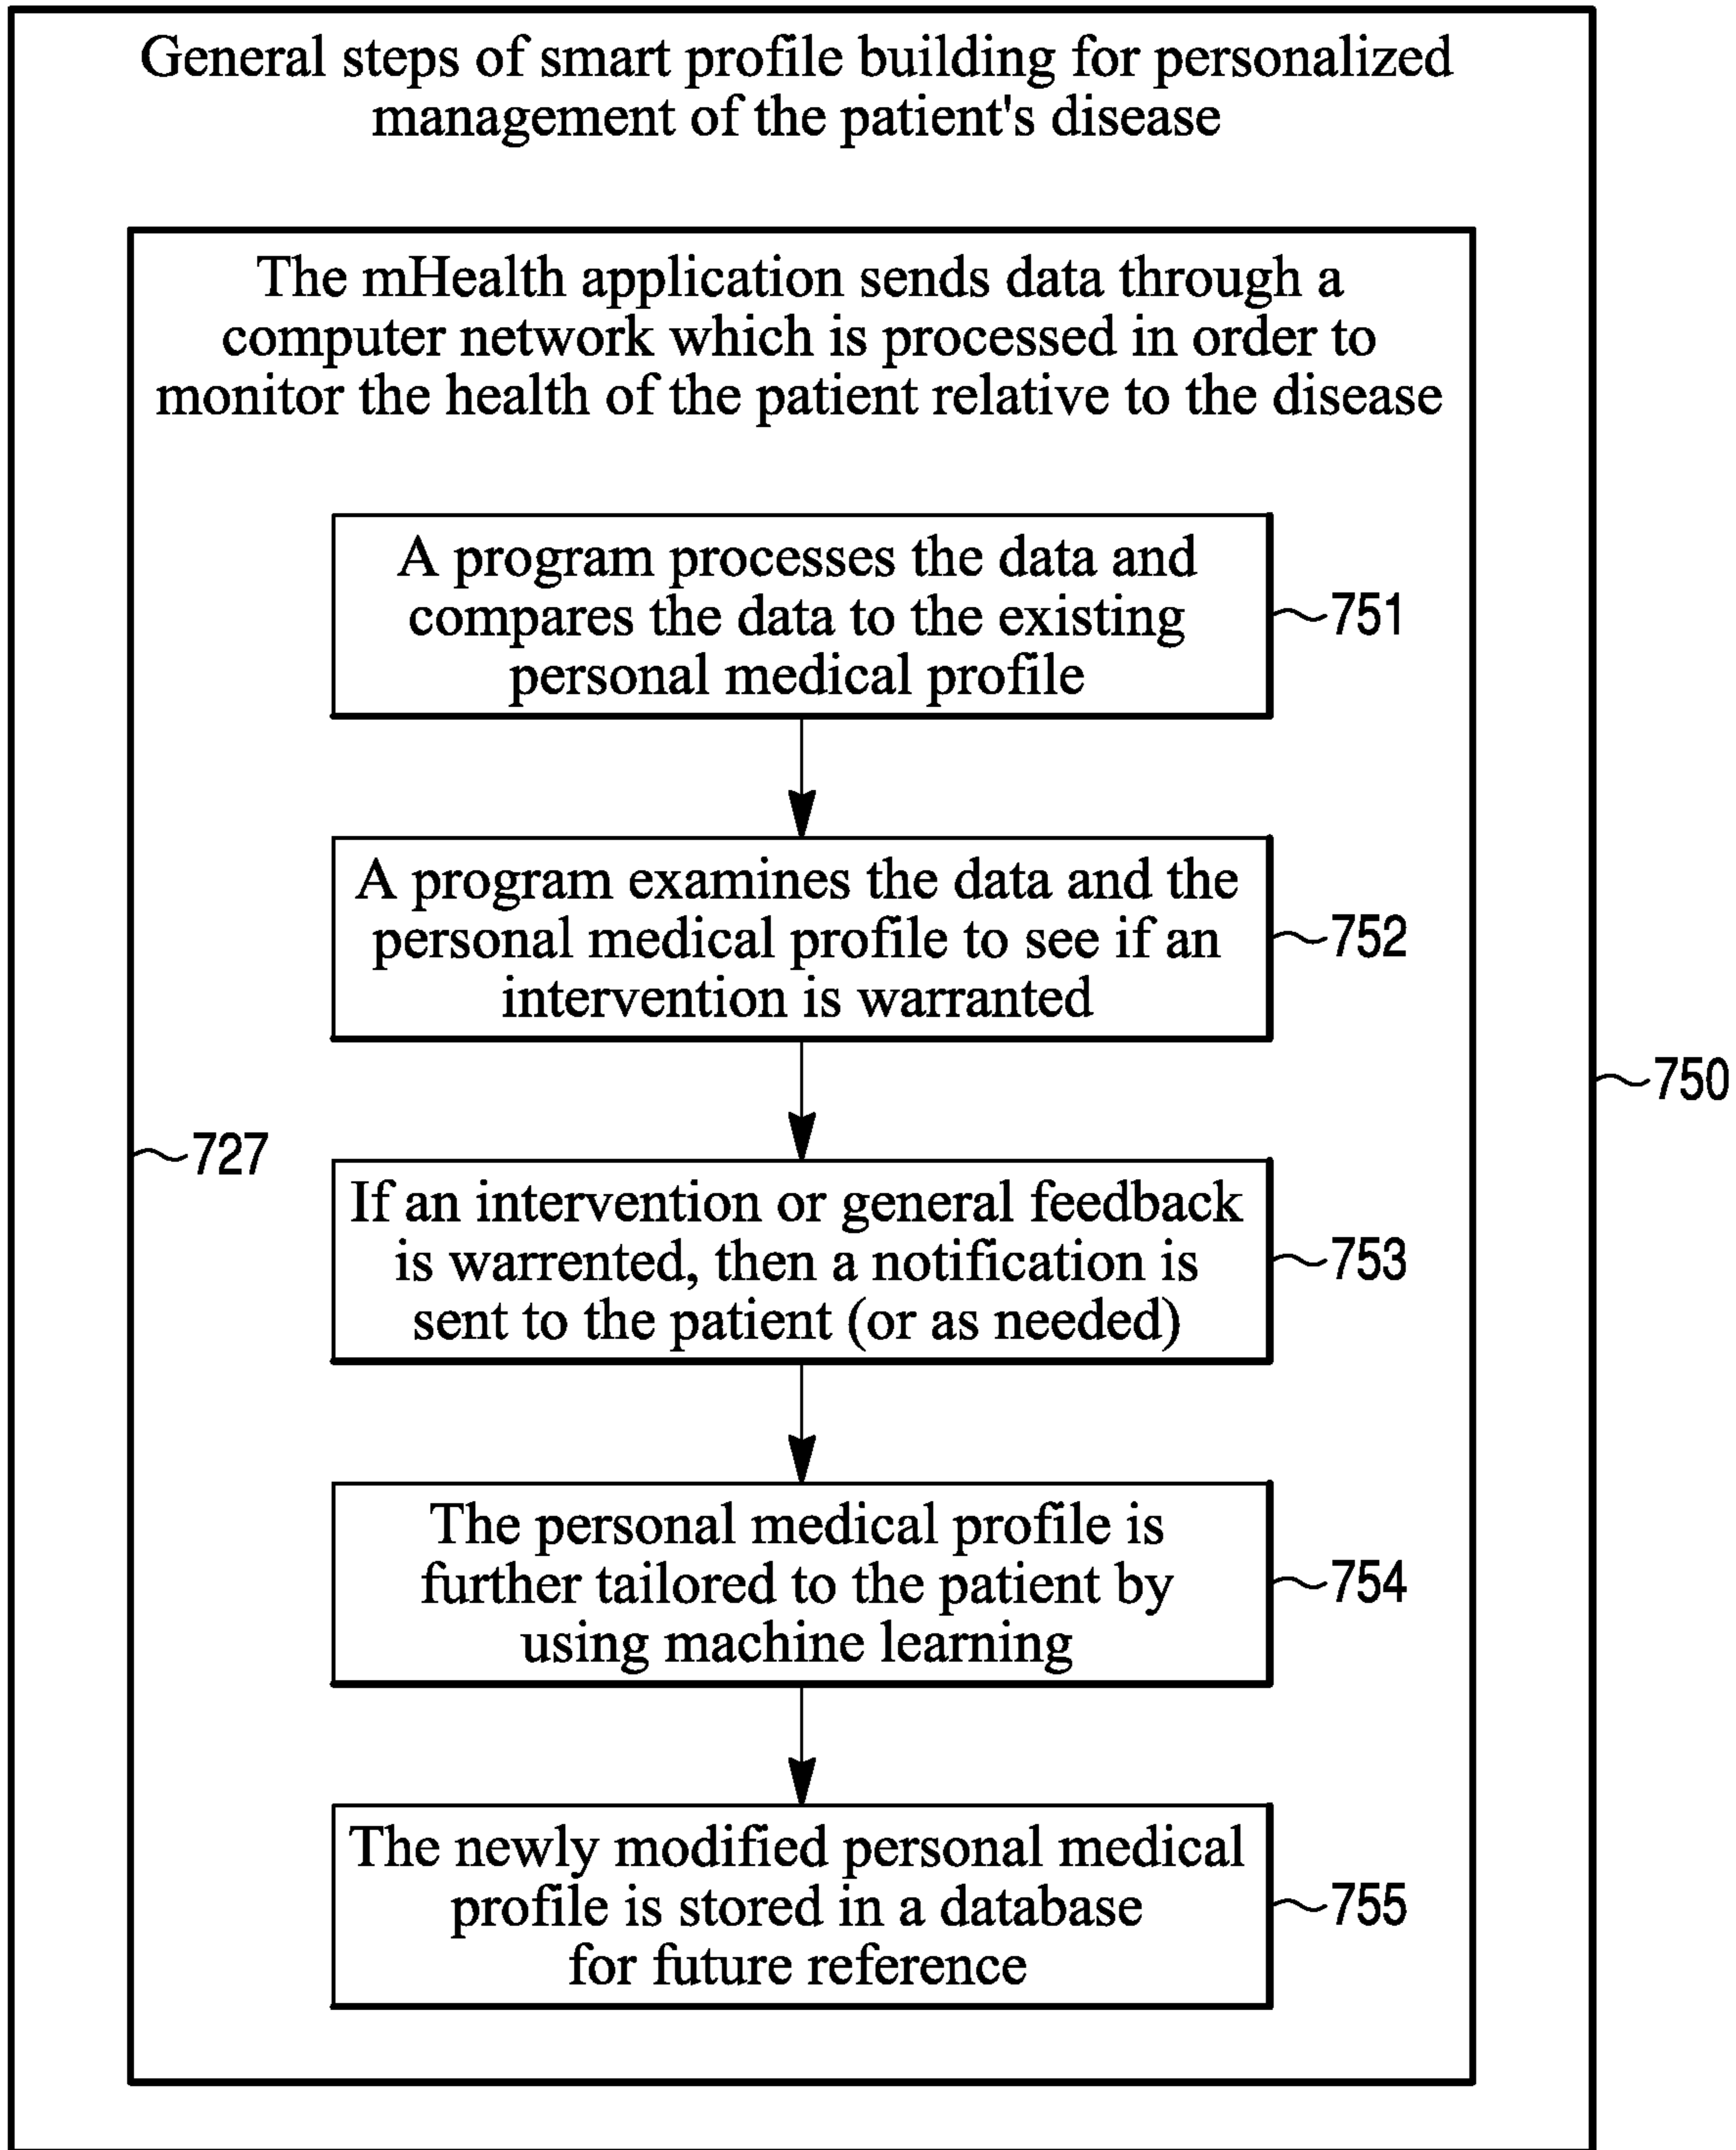 General steps of smart profile building for personalized
management of the patient's disease
The mHealth application sends data through a
computer network which is processed in order to
monitor the health of the patient relative to the disease
A program processes the data and
compares the data to the existing
personal medical profile
751
A program examines the data and the
personal medical profile to see if an
intervention is warranted
752
750
727
If an intervention or general feedback
is warrented, then a notification is
sent to the patient (or as needed)
753
The personal medical profile is
further tailored to the patient by
using machine learning
754
The newly modified personal medical
profile is stored in a database
for future reference
755